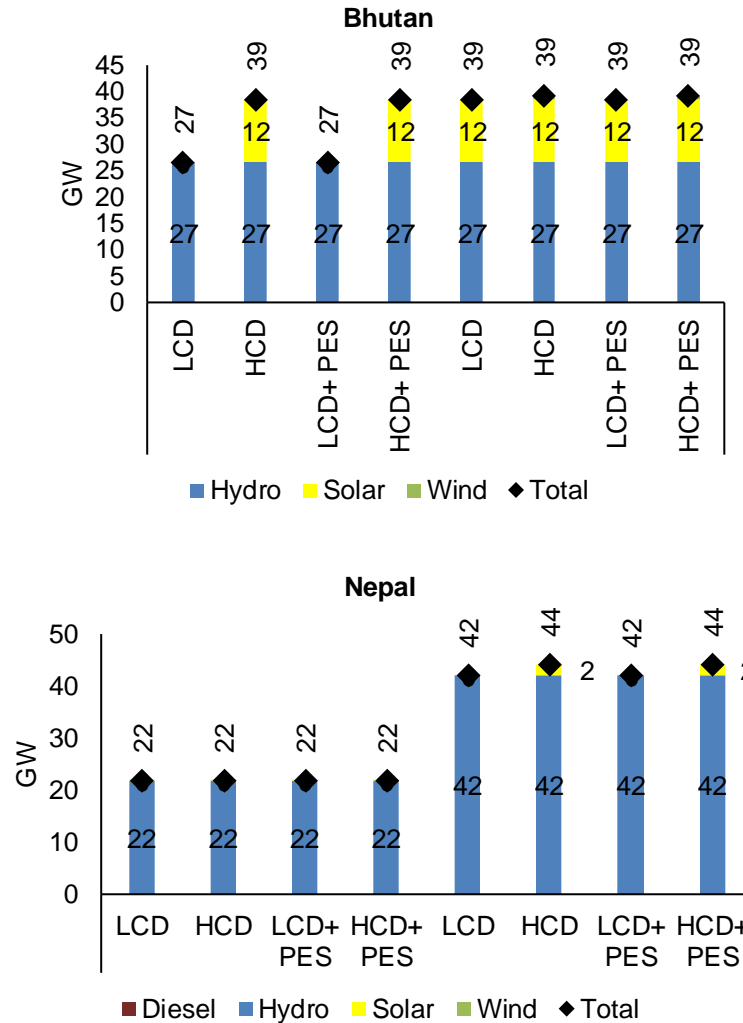 Bhutan
39 39 39 39 39 39
27 27
45
40
35
30
25
20
15
10
5
0
GW
12 12 12 12 12 12
27 27 27 27 27 27 27 27
LCD HCD LCD+ PES HCD+ PES LCD HCD LCD+ PES HCD+ PES
Hydro Solar Wind Total
Nepal
50
40
30
20
10
0
GW
42 44 42 44
2
22 22 22 22
42 42 42 42
22 22 22 22
LCD HCD LCD+ HCD+ LCD HCD LCD+ HCD+
PES PES PES PES
Diesel Hydro Solar Wind Total